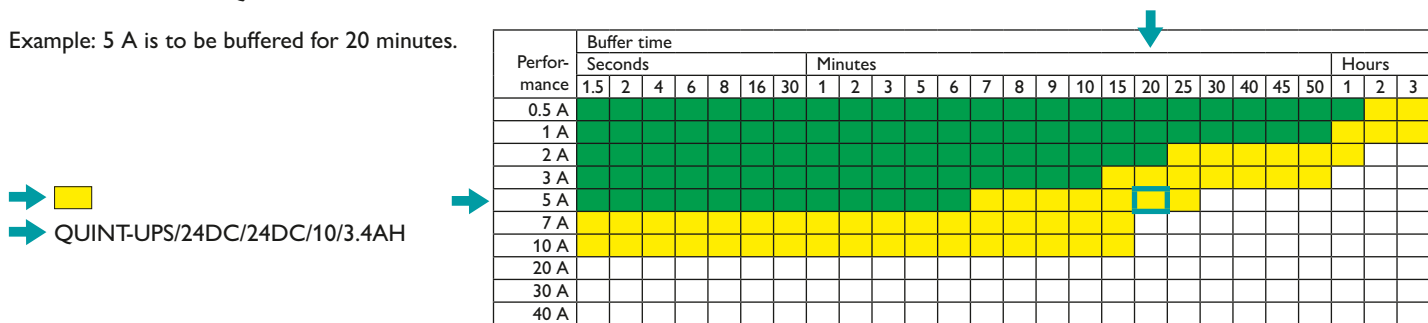 Example: 5 A is to be buffered for 20 minutes.
QUINT-UPS/24DC/24DC/10/3.4AH
Perfor-
mance
Buffer time
Seconds Minutes Hours
1.5 2 4 6 8 16 30 1 2 3 5 6 7 8 9 10 15 20 25 30 40 45 50 1 2 3
0.5 A
1 A
2 A
3 A
5 A
7 A
10 A
20 A
30 A
40 A